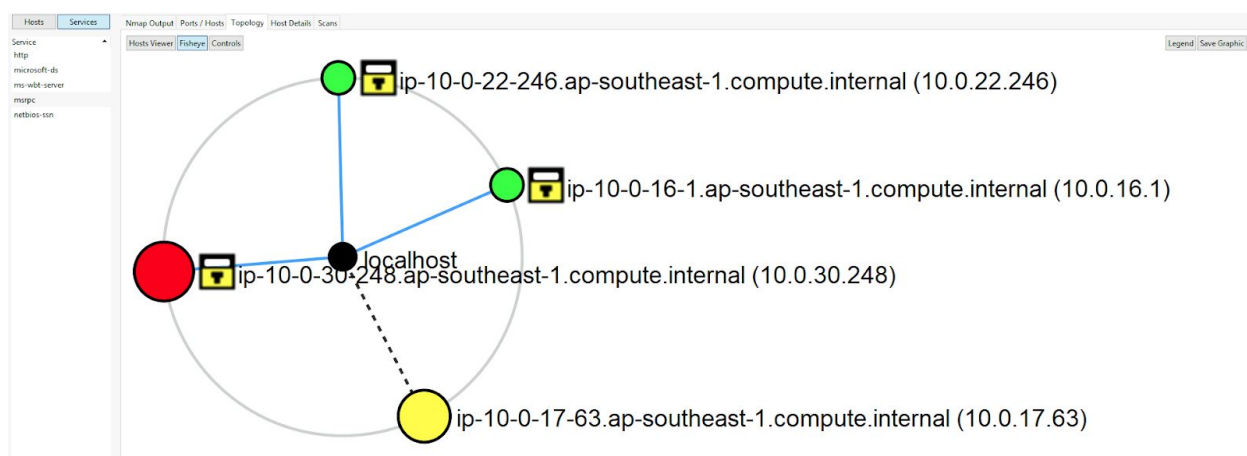 Hosts Services Nmap Output Ports / Hosts Topology Host Details Scans
Service Hosts Viewer Fisheye Controls Legend Save Graphic
http
microsoft-ds
ms-wbt-server
msrpc
netbios-ssn
ip-10-0-22-246.ap-southeast-1.compute.internal (10.0.22.246)
ip-10-0-16-1.ap-southeast-1.compute.internal (10.0.16.1)
localhost
ip-10-0-30-248.ap-southeast-1.compute.internal (10.0.30.248)
ip-10-0-17-63.ap-southeast-1.compute.internal (10.0.17.63)